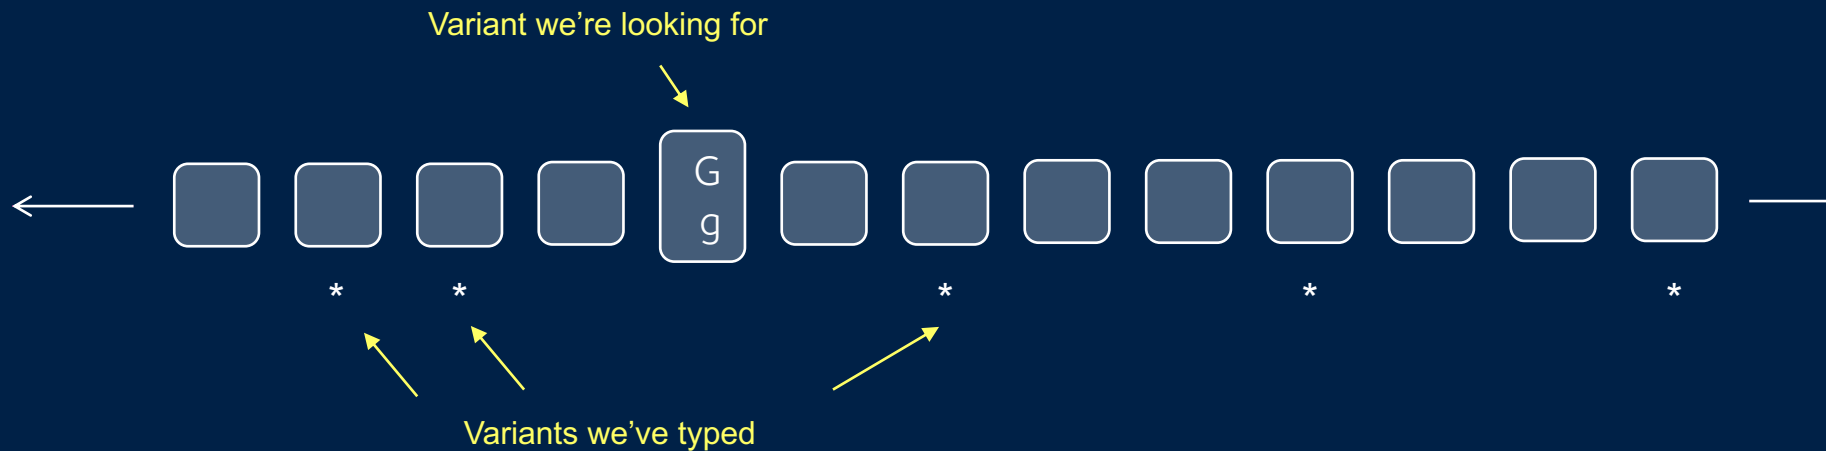 Variant we’re looking for
G
g
* * * * *
Variants we’ve typed